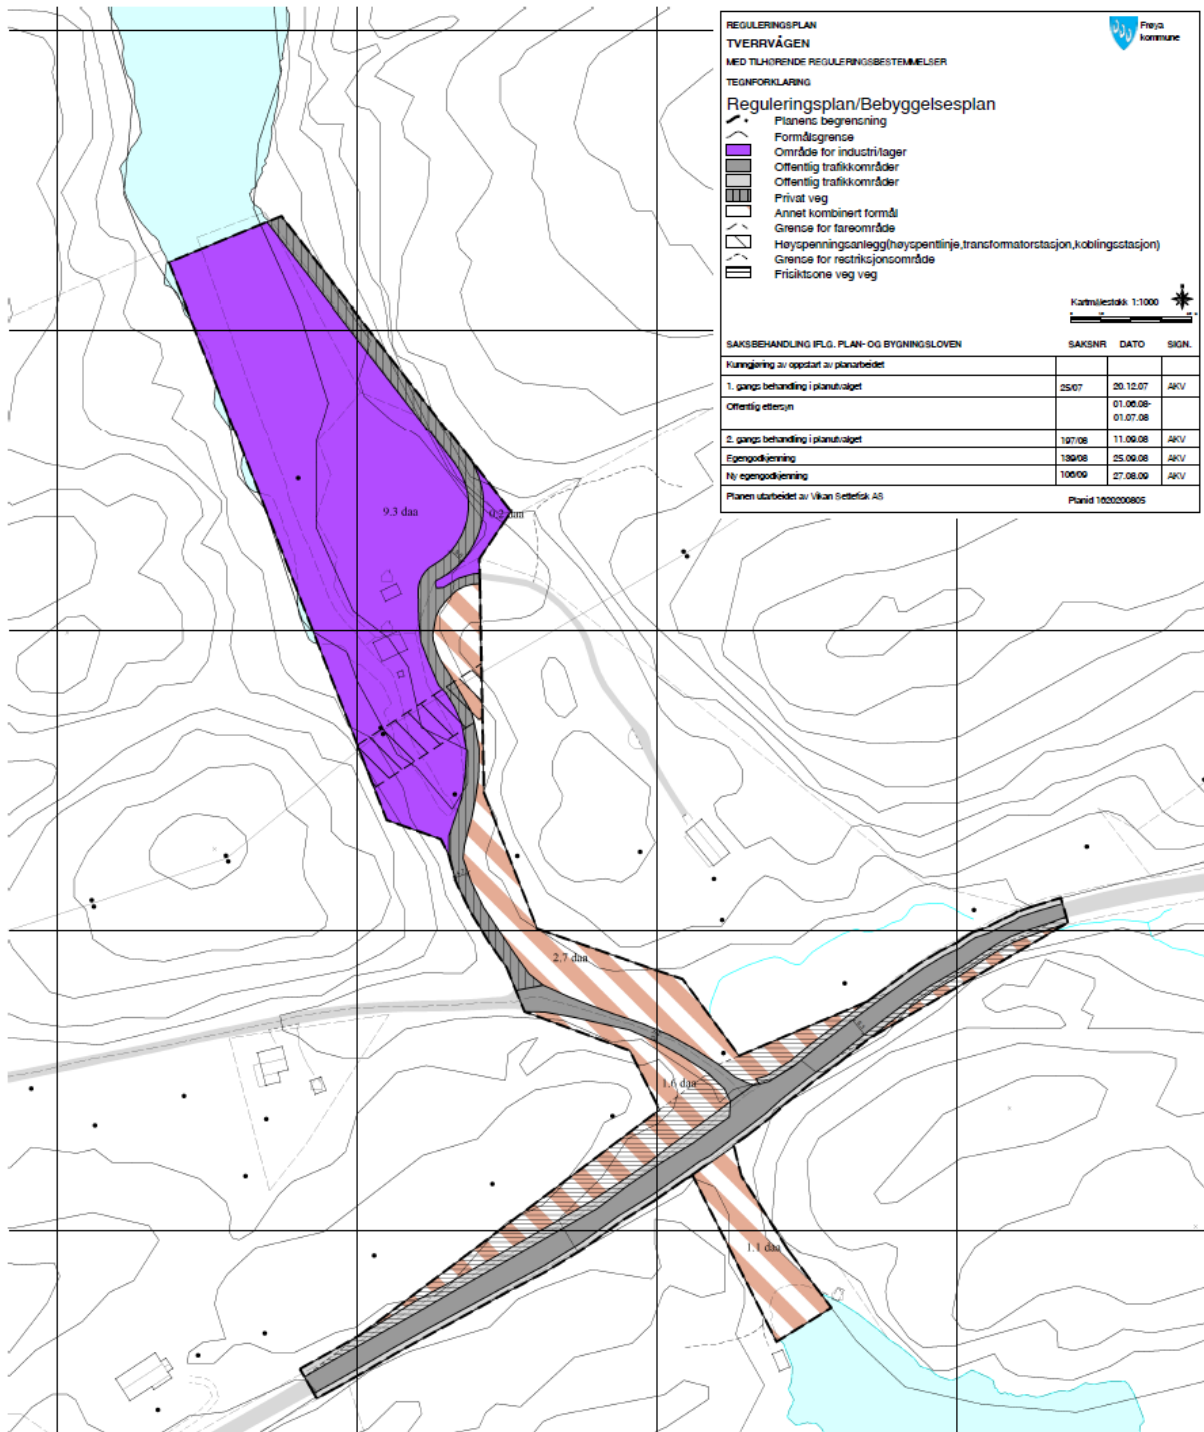 REGULERINGSPLAN
Frøya
kommune
TVERRVÅGEN
MED TILHØRENDE REGULERINGSBESTEMMELSER
TEGNFORKLARING
Reguleringsplan/Bebyggelsesplan
Planens begrensning
Formålsgrense
Område for industri/lager
Offentlig trafikkområder
Offentlig trafikkområder
Privat veg
Annet kombinert formål
Grense for fareområde
Høyspenningsanlegg(høyspentlinje,transformatorstasjon,koblingsstasjon)
Grense for restriksjonsområde
Frisiktsone veg veg
Kartmålestokk 1:1000
SAKSBEHANDLING IFLG. PLAN- OG BYGNINGSLOVEN SAKSNR DATO SIGN.
Kunngjøring av oppstart av planarbeidet
1. gangs behandling i planutvalget 25/07 20.12.07 AKV
Offentlig ettersyn 01.06.08-
01.07.08
2. gangs behandling i planutvalget 197/08 11.09.08 AKV
Egengodkjenning 139/08 25.09.08 AKV
Ny egengodkjenning 106/09 27.08.09 AKV
Planen utarbeidet av Vikan Settefisk AS Planid 1620200805
9.3 daa
0.2 daa
2.7 daa
1.6 daa
1.1 daa